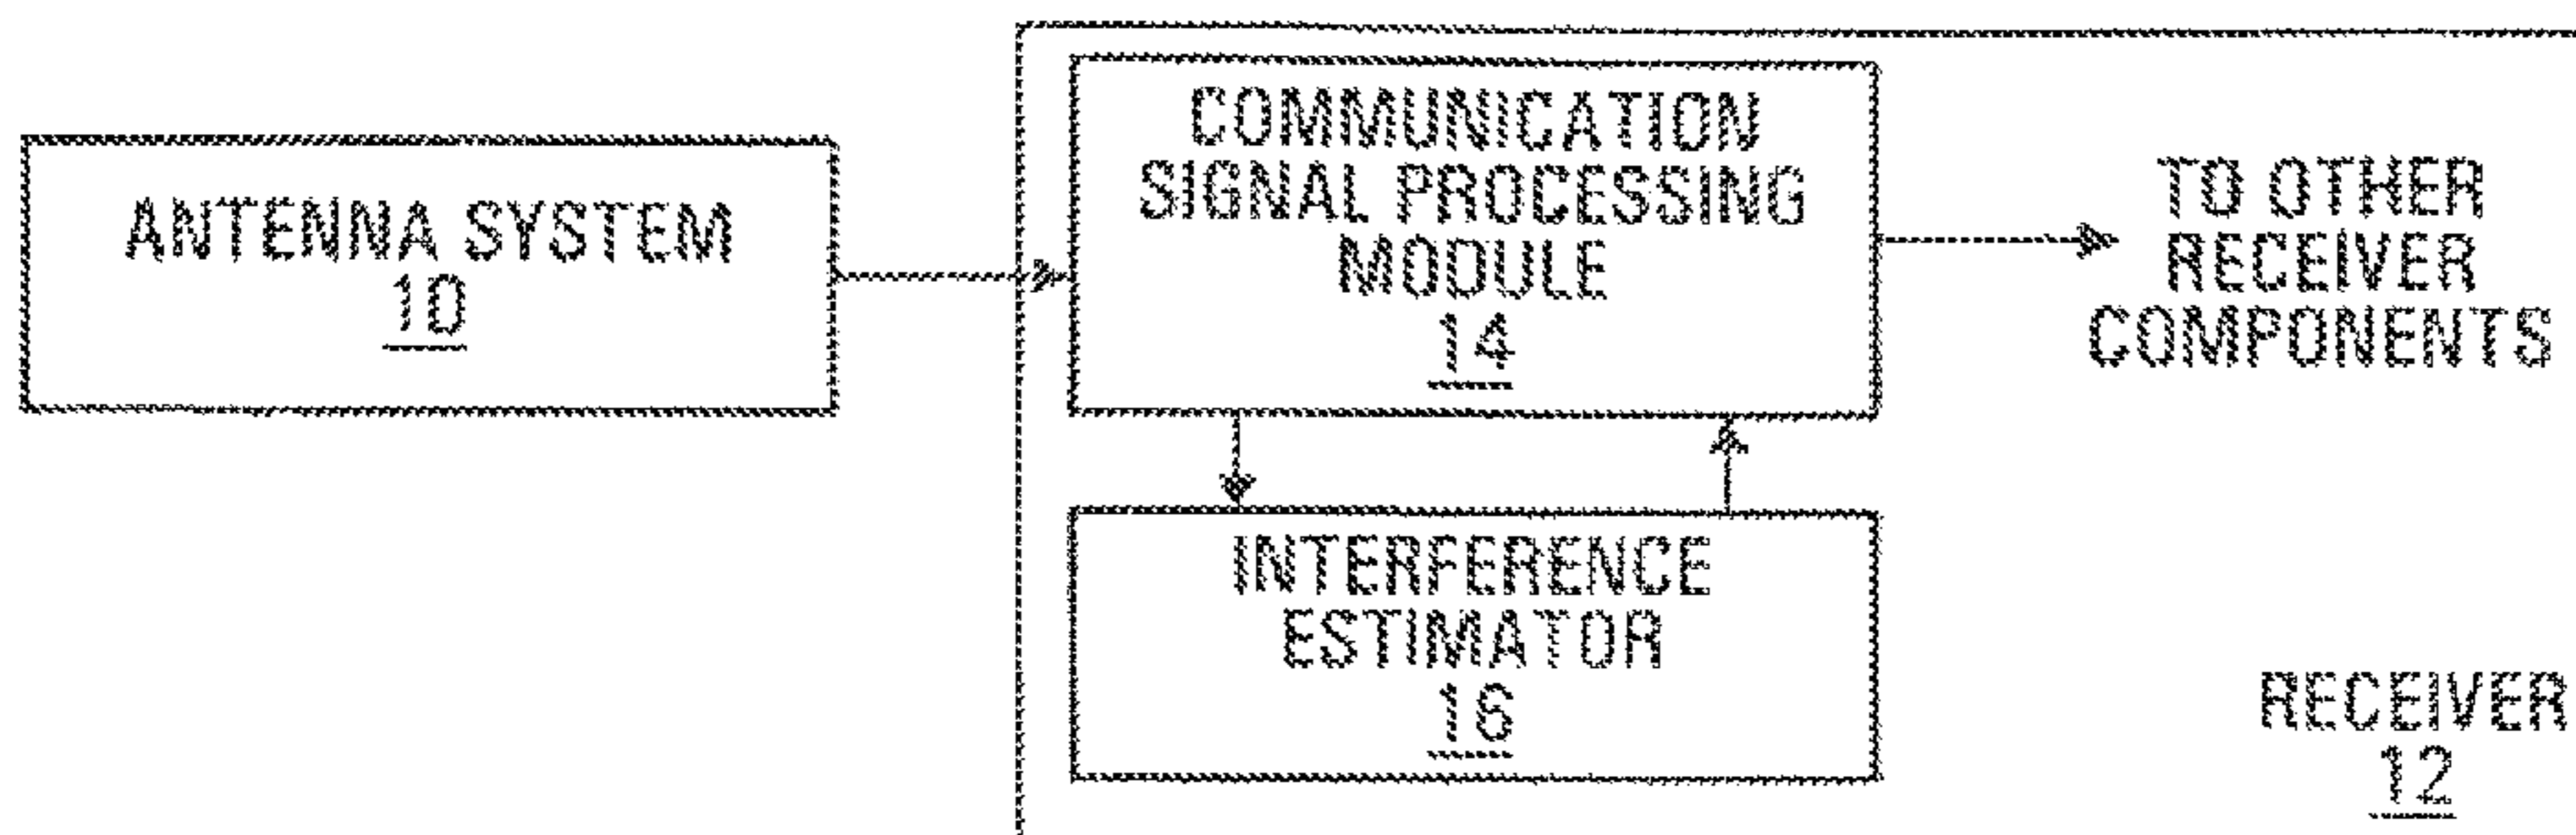 ANTENNA SYSTEM
10
COMMUNICATION
SIGNAL PROCESSING
MODULE
14
TO OTHER
RECEIVER
COMPONENTS
INTERFERENCE
ESTIMATOR
16
RECEIVER
12